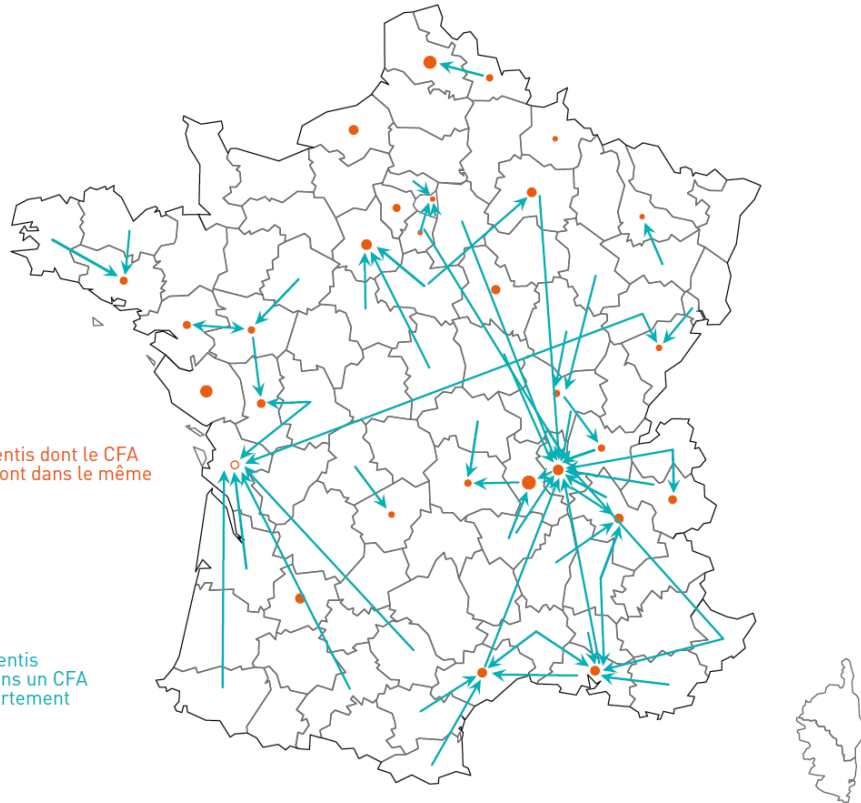 entis dont le CFA
ont dans le même
entis
ns un CFA
rtement